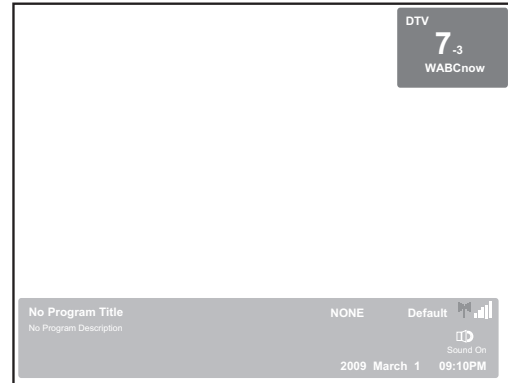 DTV
7 -3
WABCnow
No Program Title NONE Default
No Program Description
Sound On
2009 March 1 09:10PM